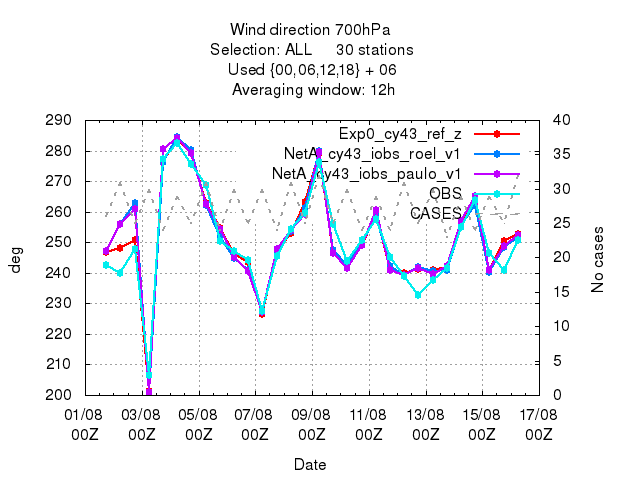 Wind direction 700hPa
Selection: ALL 30 stations
Used {00,06,12,18} + 06
Averaging window: 12h
Exp0_cy43_ref_z
NetA_cy43_iobs_roel_v1
NetA_cy43_iobs_paulo_v1
OBS
CASES
290
280
270
260
250
240
230
220
210
200
deg
40
35
30
25
20
15
10
5
0
No cases
01/08 03/08 05/08 07/08 09/08 11/08 13/08 15/08 17/08
00Z 00Z 00Z 00Z 00Z 00Z 00Z 00Z 00Z
Date